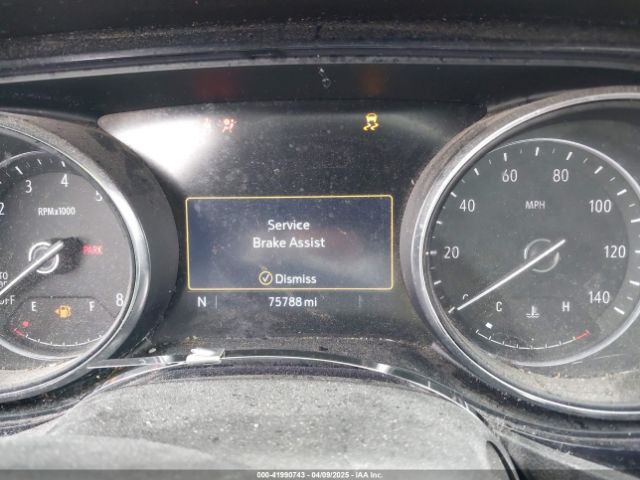 2 3 4 5
RPMx1000
PARK
E F 8
Service
Brake Assist
Dismiss
N 75788 mi
20 40 60 80 100 120 140
MPH
C H
000-41990743 - 04/09/2025 - IAAI, Inc.